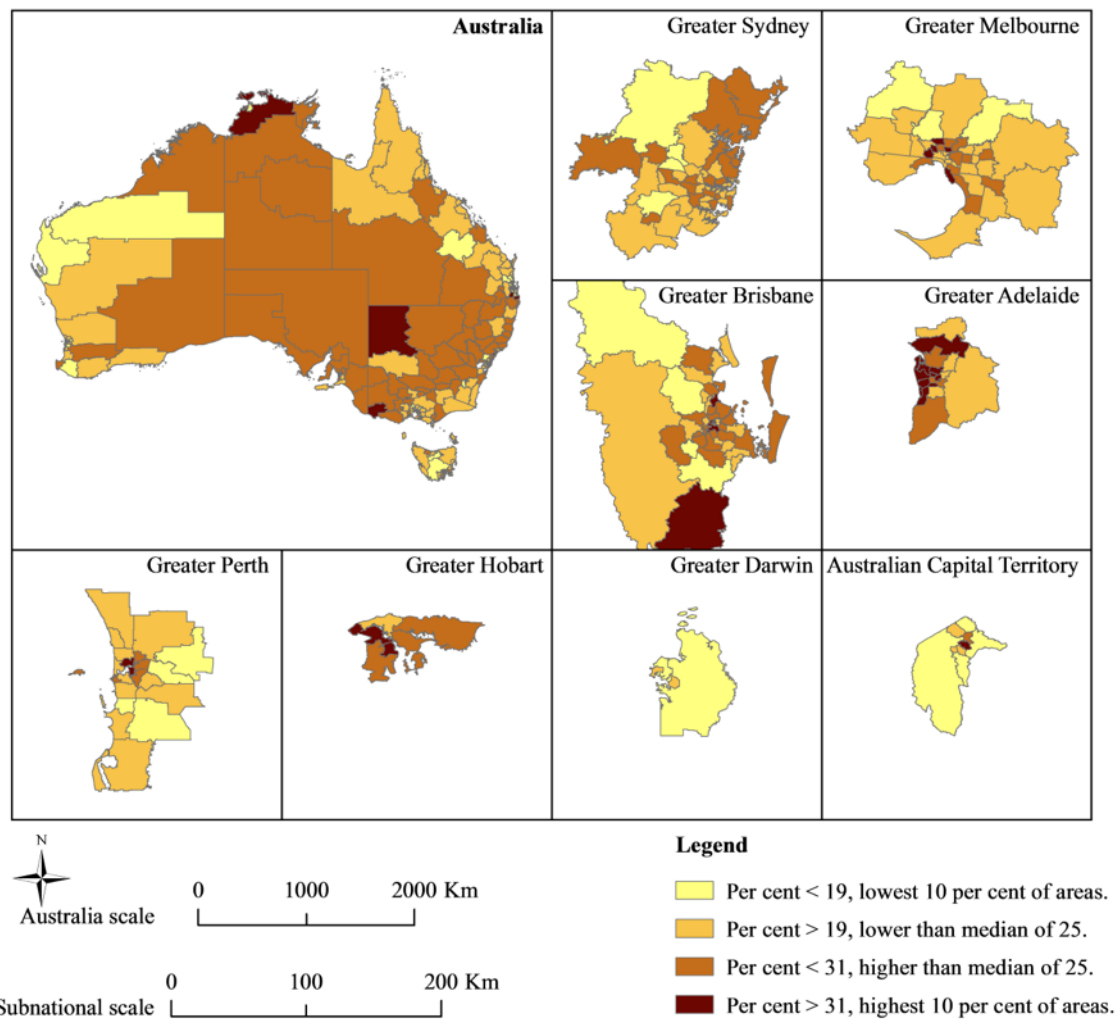 Australia
Greater Sydney
Greater Melbourne
Greater Brisbane
Greater Adelaide
Greater Perth
Greater Hobart
Greater Darwin
Australian Capital Territory
N
0 1000 2000 Km
Australia scale
0 100 200 Km
Subnational scale
Legend
Per cent < 19, lowest 10 per cent of areas.
Per cent > 19, lower than median of 25.
Per cent < 31, higher than median of 25.
Per cent > 31, highest 10 per cent of areas.